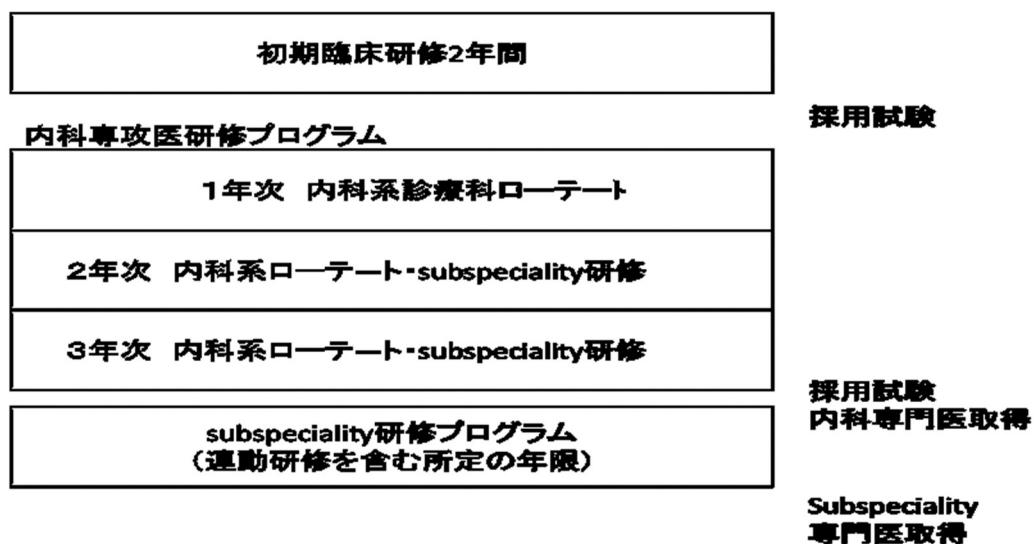 初期臨床研修2年間
採用試験
内科専攻医研修プログラム
1年次 内科系診療科ローテート
2年次 内科系ローテート・subspeciality研修
3年次 内科系ローテート・subspeciality研修
採用試験
内科専門医取得
subspeciality研修プログラム
(連動研修を含む所定の年限)
Subspeciality
専門医取得